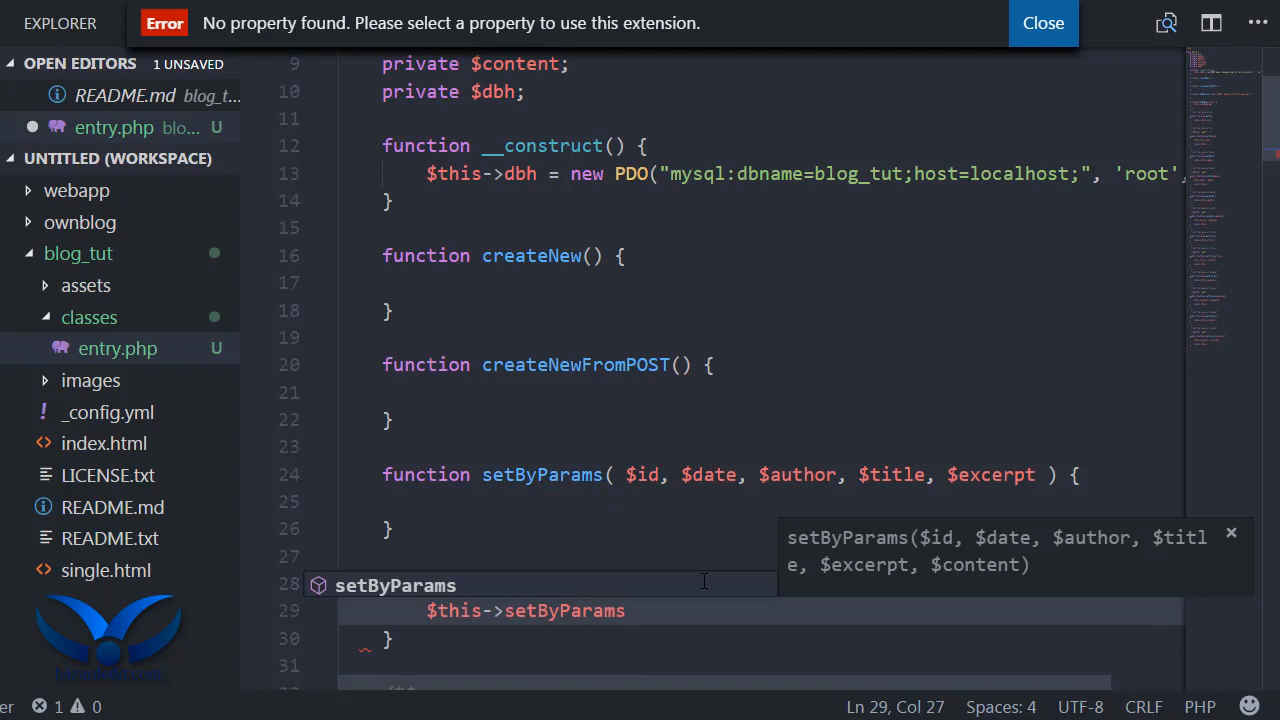 EXPLORER
Error No property found. Please select a property to use this extension. Close
OPEN EDITORS 1 UNSAVED
README.md blog_t...
entry.php blo... U
UNTITLED (WORKSPACE)
webapp
ownblog
blog_tut
assets
classes
entry.php U
images
! _config.yml
index.html
LICENSE.txt
README.md
README.txt
single.html
9 private $content;
10 private $dbh;
11
12 function __construct() {
13 $this->dbh = new PDO("mysql:dbname=blog_tut;host=localhost;", 'root',
14 }
15
16 function createNew() {
17
18 }
19
20 function createNewFromPOST() {
21
22 }
23
24 function setByParams( $id, $date, $author, $title, $excerpt ) {
25
26 }
27
setByParams($id, $date, $author, $titl
e, $excerpt, $content)
28 setByParams
29 $this->setByParams
30 }
31
/**
er 1 0 Ln 29, Col 27 Spaces: 4 UTF-8 CRLF PHP